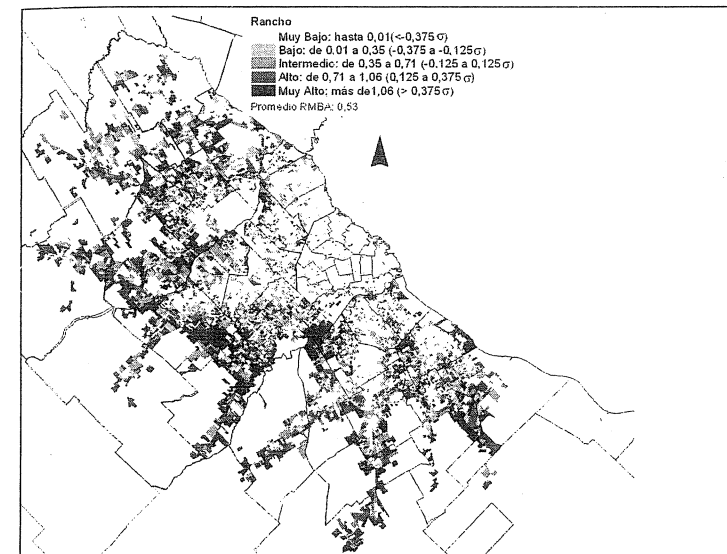 Rancho
Muy Bajo: hasta 0,01(<-0,375 σ)
Bajo: de 0.01 a 0,35 (-0,375 a -0,125σ)
Intermedic: de 0,35 a 0,71 (-0.125 a 0,125σ)
Alto: de 0,71 a 1,06 (0,125 a 0,375σ)
Muy Alto: más de1,06 (> 0,375σ)
Promedio RMBA: 0,53